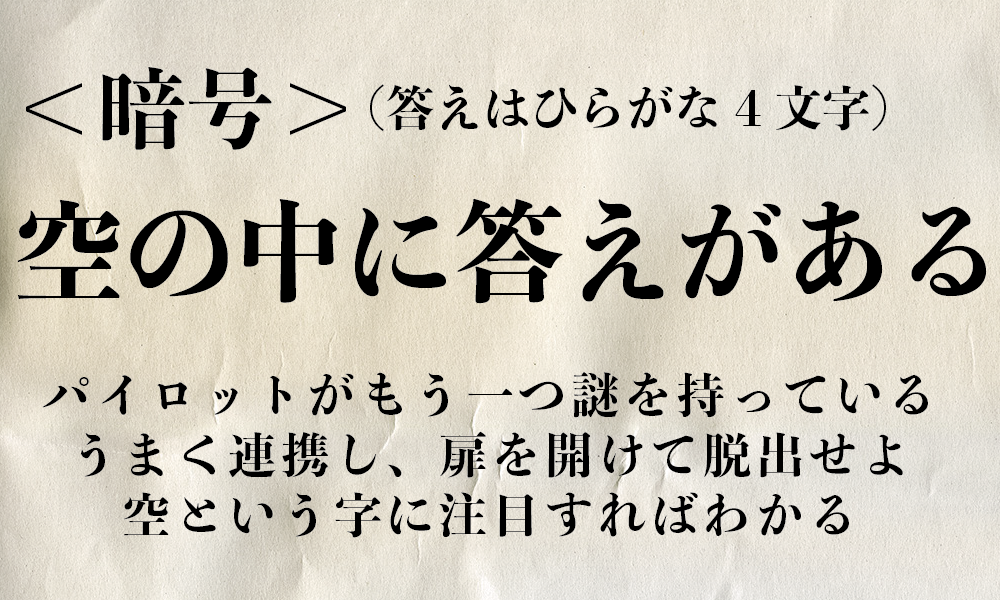 ＜暗号＞（答えはひらがな４文字）
空の中に答えがある
パイロットがもう一つ謎を持っている
うまく連携し、扉を開けて脱出せよ
空という字に注目すればわかる